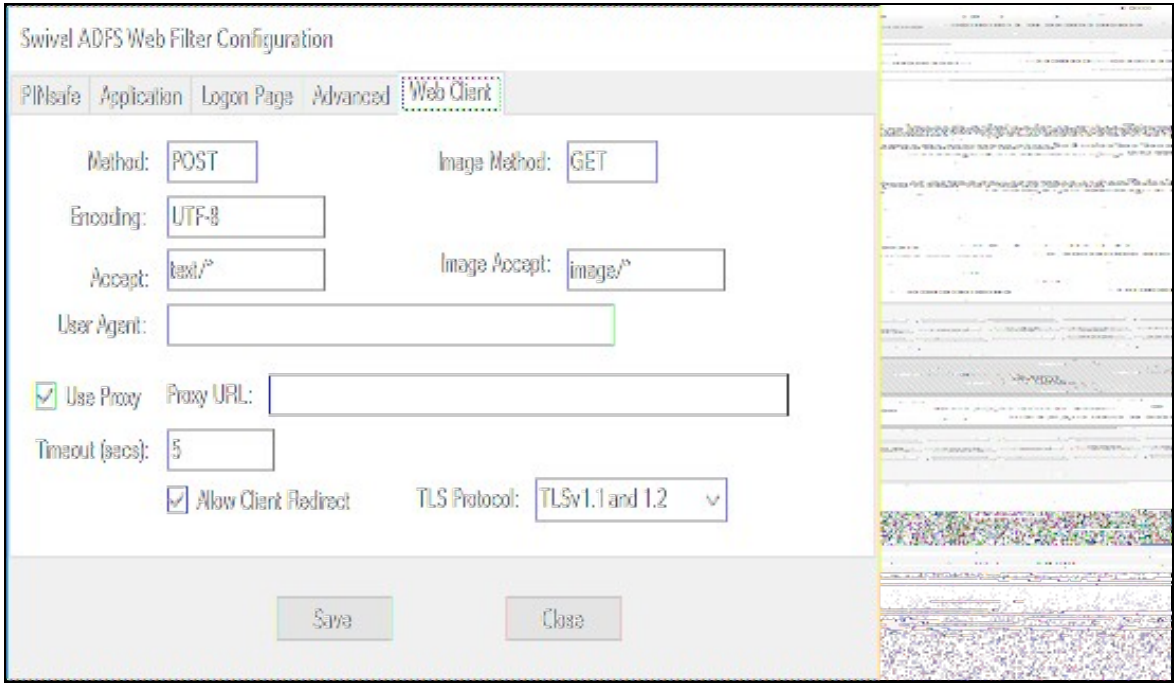 Swivel ADFS Web Filter Configuration
PINsafe Application Logon Page Advanced Web Client
Method: POST Image Method: GET
Encoding: UTF-8
Accept: text/* Image Accept: image/*
User Agent:
Use Proxy Proxy URL:
Timeout (secs): 5
Allow Client Redirect TLS Protocol: TLSv1.1 and 1.2
Save Close